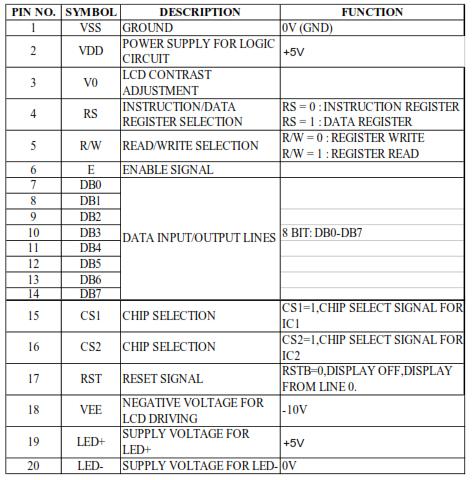 PIN NO. SYMBOL DESCRIPTION FUNCTION
1 VSS GROUND 0V (GND)
2 VDD POWER SUPPLY FOR LOGIC CIRCUIT +5V
3 V0 LCD CONTRAST ADJUSTMENT
4 RS INSTRUCTION/DATA REGISTER SELECTION RS = 0 : INSTRUCTION REGISTER RS = 1 : DATA REGISTER
5 R/W READ/WRITE SELECTION R/W = 0 : REGISTER WRITE R/W = 1 : REGISTER READ
6 E ENABLE SIGNAL
7 DB0
8 DB1
9 DB2
10 DB3 DATA INPUT/OUTPUT LINES 8 BIT: DB0-DB7
11 DB4
12 DB5
13 DB6
14 DB7
15 CS1 CHIP SELECTION CS1=1,CHIP SELECT SIGNAL FOR IC1
16 CS2 CHIP SELECTION CS2=1,CHIP SELECT SIGNAL FOR IC2
17 RST RESET SIGNAL RSTB=0,DISPLAY OFF,DISPLAY FROM LINE 0.
18 VEE NEGATIVE VOLTAGE FOR LCD DRIVING -10V
19 LED+ SUPPLY VOLTAGE FOR LED+ +5V
20 LED- SUPPLY VOLTAGE FOR LED- 0V